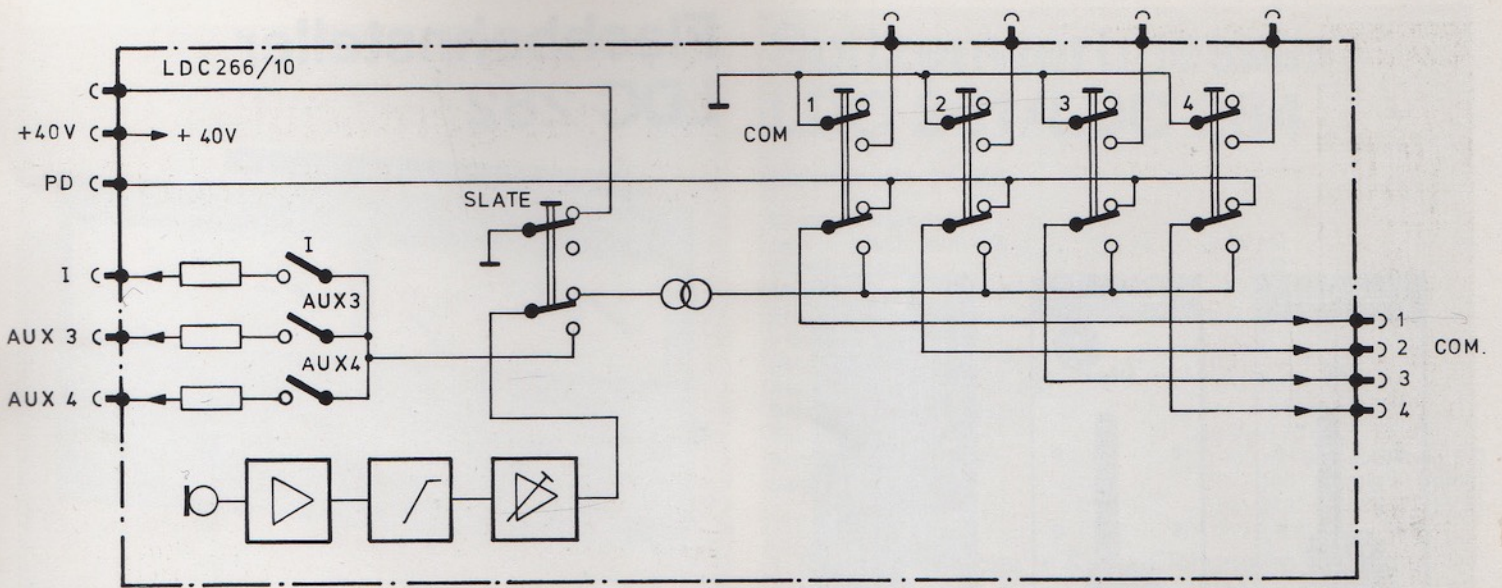 LDC266/10
+40V
+ 40V
PD
SLATE
COM
1
2
3
4
I
I
AUX3
AUX 3
AUX4
AUX 4
1
2
COM.
3
4